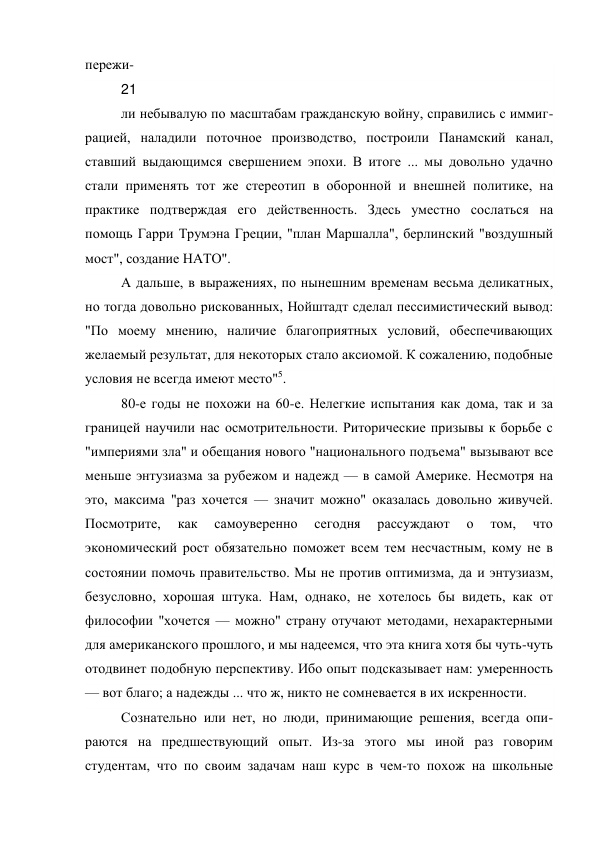 пережи-
21
ли небывалую по масштабам гражданскую войну, справились с иммиг-
рацией, наладили поточное производство, построили Панамский канал,
ставший выдающимся свершением эпохи. В итоге ... мы довольно удачно
стали применять тот же стереотип в оборонной и внешней политике, на
практике подтверждая его действенность. Здесь уместно сослаться на
помощь Гарри Трумэна Греции, "план Маршалла", берлинский "воздушный
мост", создание НАТО".
А дальше, в выражениях, по нынешним временам весьма деликатных,
но тогда довольно рискованных, Нойштадт сделал пессимистический вывод:
"По моему мнению, наличие благоприятных условий, обеспечивающих
желаемый результат, для некоторых стало аксиомой. К сожалению, подобные
условия не всегда имеют место"⁵.
80-е годы не похожи на 60-е. Нелегкие испытания как дома, так и за
границей научили нас осмотрительности. Риторические призывы к борьбе с
"империями зла" и обещания нового "национального подъема" вызывают все
меньше энтузиазма за рубежом и надежд — в самой Америке. Несмотря на
это, максима "раз хочется — значит можно" оказалась довольно живучей.
Посмотрите, как самоуверенно сегодня рассуждают о том, что
экономический рост обязательно поможет всем тем несчастным, кому не в
состоянии помочь правительство. Мы не против оптимизма, да и энтузиазм,
безусловно, хорошая штука. Нам, однако, не хотелось бы видеть, как от
философии "хочется — можно" страну отучают методами, нехарактерными
для американского прошлого, и мы надеемся, что эта книга хотя бы чуть-чуть
отодвинет подобную перспективу. Ибо опыт подсказывает нам: умеренность
— вот благо; а надежды ... что ж, никто не сомневается в их искренности.
Сознательно или нет, но люди, принимающие решения, всегда опи-
раются на предшествующий опыт. Из-за этого мы иной раз говорим
студентам, что по своим задачам наш курс в чем-то похож на школьные